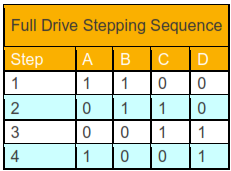 Full Drive Stepping Sequence
Step A B C D
1 1 1 0 0
2 0 1 1 0
3 0 0 1 1
4 1 0 0 1